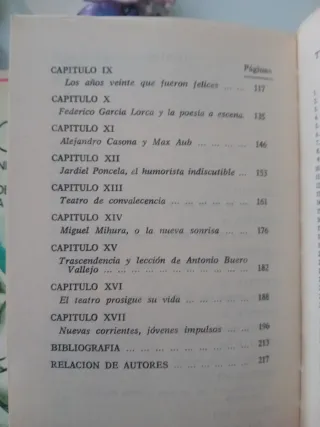 Páginas
CAPITULO IX
Los años veinte que fueron felices ... ... 117
CAPITULO X
Federico García Lorca y la poesía a escena. 135
CAPITULO XI
Alejandro Casona y Max Aub ... ... ... 146
CAPITULO XII
Jardiel Poncela, el humorista indiscutible ... 153
CAPITULO XIII
Teatro de convalecencia ... ... ... ... 161
CAPITULO XIV
Miguel Mihura, o la nueva sonrisa ... ... 176
CAPITULO XV
Trascendencia y lección de Antonio Buero
Vallejo ... ... ... ... ... ... ... 182
CAPITULO XVI
El teatro prosigue su vida ... ... ... ... 188
CAPITULO XVII
Nuevas corrientes, jóvenes impulsos ... ... 190
BIBLIOGRAFIA ... ... ... ... ... ... 213
RELACION DE AUTORES ... ... ... ... 217